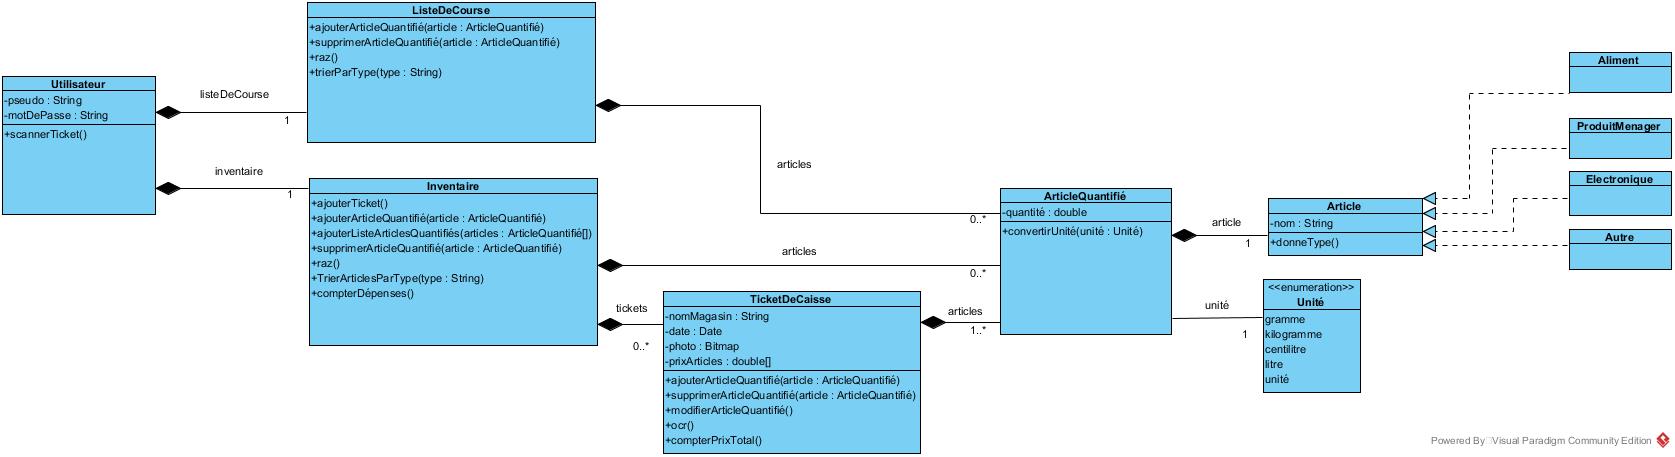 Utilisateur
-pseudo : String
-motDePasse : String
+scannerTicket()
listeDeCourse
1
inventaire
1
ListeDeCourse
+ajouterArticleQuantifié(article : ArticleQuantifié)
+supprimerArticleQuantifié(article : ArticleQuantifié)
+raz()
+trierParType(type : String)
Inventaire
+ajouterTicket()
+ajouterArticleQuantifié(article : ArticleQuantifié)
+ajouterListeArticlesQuantifiés(articles : ArticleQuantifié[])
+supprimerArticleQuantifié(article : ArticleQuantifié)
+raz()
+TrierArticlesParType(type : String)
+compterDépenses()
articles
0..*
articles
0..*
tickets
0..*
TicketDeCaisse
-nomMagasin : String
-date : Date
-photo : Bitmap
-prixArticles : double[]
+ajouterArticleQuantifié(article : ArticleQuantifié)
+supprimerArticleQuantifié(article : ArticleQuantifié)
+modifierArticleQuantifié()
+ocr()
+compterPrixTotal()
articles
1..*
ArticleQuantifié
-quantité : double
+convertirUnité(unité : Unité)
article
1
unité
1
Article
-nom : String
+donneType()
<<enumeration>>
Unité
gramme
kilogramme
centilitre
litre
unité
Aliment
ProduitMenager
Electronique
Autre
Powered By Visual Paradigm Community Edition